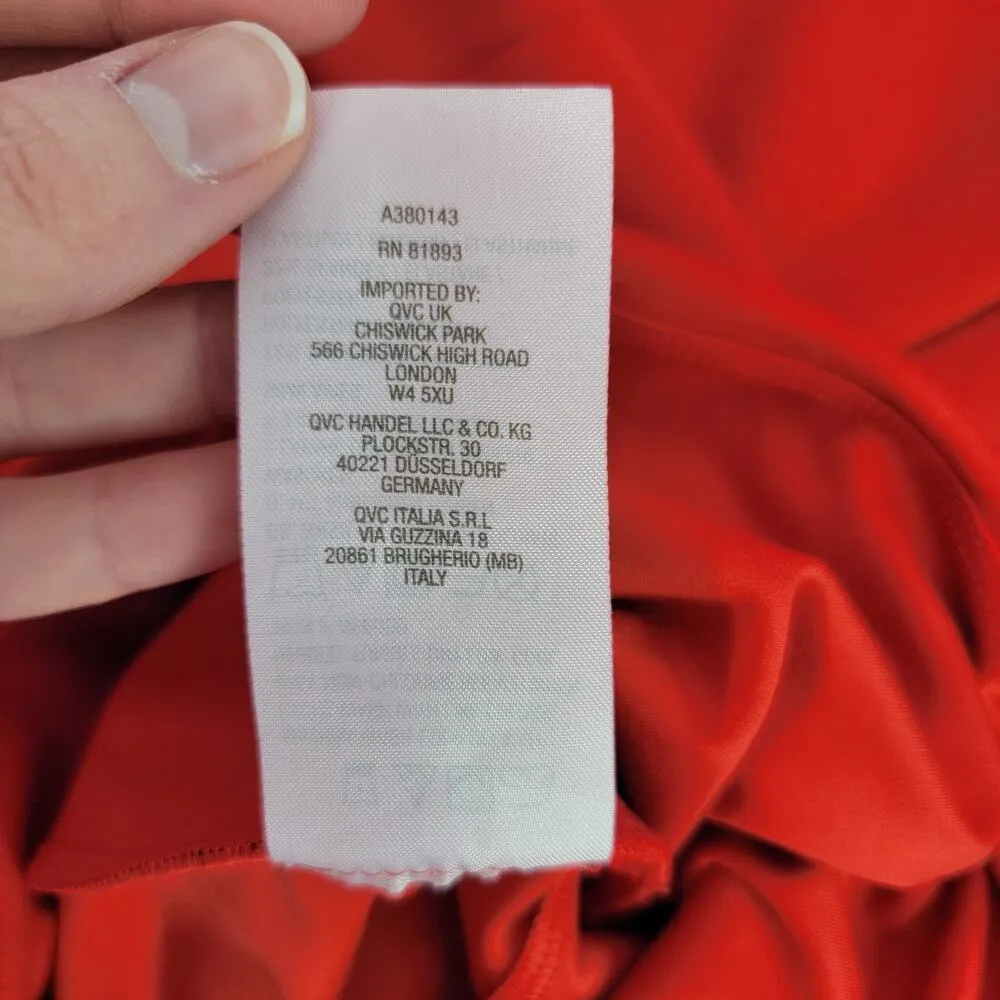 A380143
RN 81893
IMPORTED BY:
QVC UK
CHISWICK PARK
566 CHISWICK HIGH ROAD
LONDON
W4 5XU
QVC HANDEL LLC & CO. KG
PLOCKSTR. 30
40221 DÜSSELDORF
GERMANY
QVC ITALIA S.R.L
VIA GUZZINA 18
20861 BRUGHERIO (MB)
ITALY